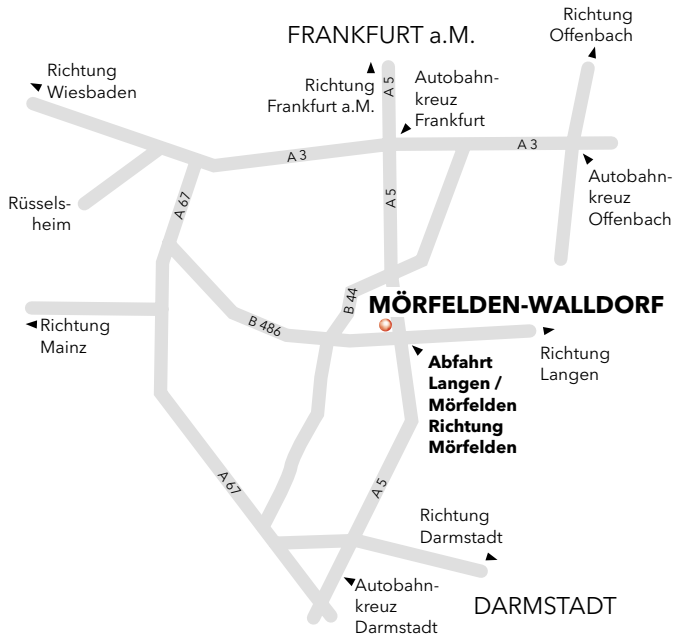 Richtung
Offenbach
FRANKFURT a.M.
Richtung
Wiesbaden
Richtung
Frankfurt a.M.
A 5
Autobahn-
kreuz
Frankfurt
A 3
A 3
Autobahn-
kreuz
Offenbach
Rüssels-
heim
A 67
A 5
B 44
MÖRFELDEN-WALLDORF
B 486
Richtung
Mainz
Richtung
Langen
Abfahrt
Langen /
Mörfelden
Richtung
Mörfelden
A 67
A 5
Richtung
Darmstadt
Autobahn-
kreuz
Darmstadt
DARMSTADT